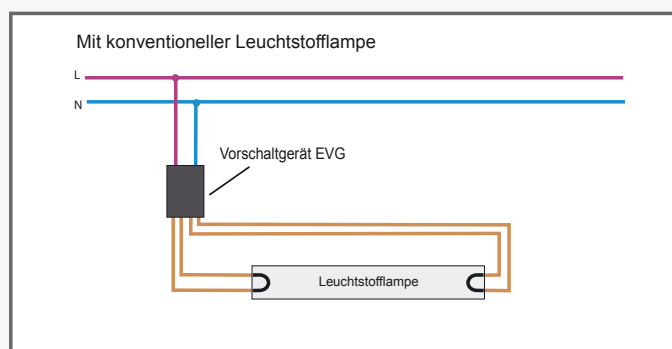 Mit konventioneller Leuchtstofflampe
L
N
Vorschaltgerät EVG
Leuchtstofflampe